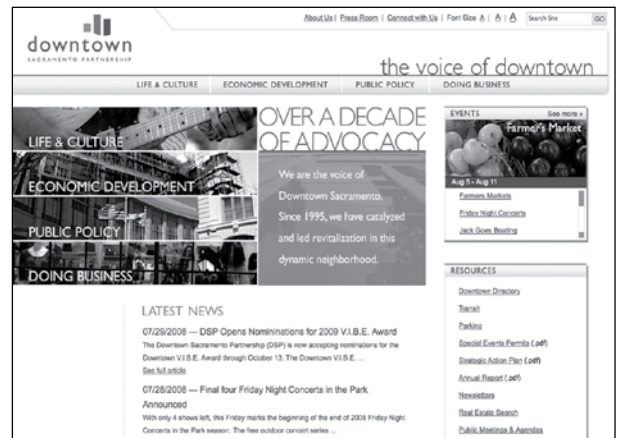 About Us | Press Room | Connect with Us | Font Size A | A | A Search Site GO
downtown
SACRAMENTO PARTNERSHIP
the voice of downtown
LIFE & CULTURE ECONOMIC DEVELOPMENT PUBLIC POLICY DOING BUSINESS
LIFE & CULTURE
ECONOMIC DEVELOPMENT
PUBLIC POLICY
DOING BUSINESS
OVER A DECADE
OF ADVOCACY
We are the voice of
Downtown Sacramento.
Since 1995, we have catalyzed
and led revitalization in this
dynamic neighborhood.
EVENTS See more »
Farmer's Market
Aug 5 - Aug 11
Farmers Markets
Friday Night Concerts
Jack Goes Boating
RESOURCES
Downtown Directory
Transit
Parking
Special Events Permits (.pdf)
Strategic Action Plan (.pdf)
Annual Report (.pdf)
Newsletters
Real Estate Search
Public Meetings & Agendas
LATEST NEWS
07/29/2008 — DSP Opens Nomininations for 2009 V.I.B.E. Award
The Downtown Sacramento Partnership (DSP) is now accepting nominations for the
Downtown V.I.B.E. Award through October 13. The Downtown V.I.B.E. ...
See full article
07/28/2008 — Final four Friday Night Concerts in the Park
Announced
With only 4 shows left, this Friday marks the beginning of the end of 2008 Friday Night
Concerts in the Park season. The free outdoor concert series ...